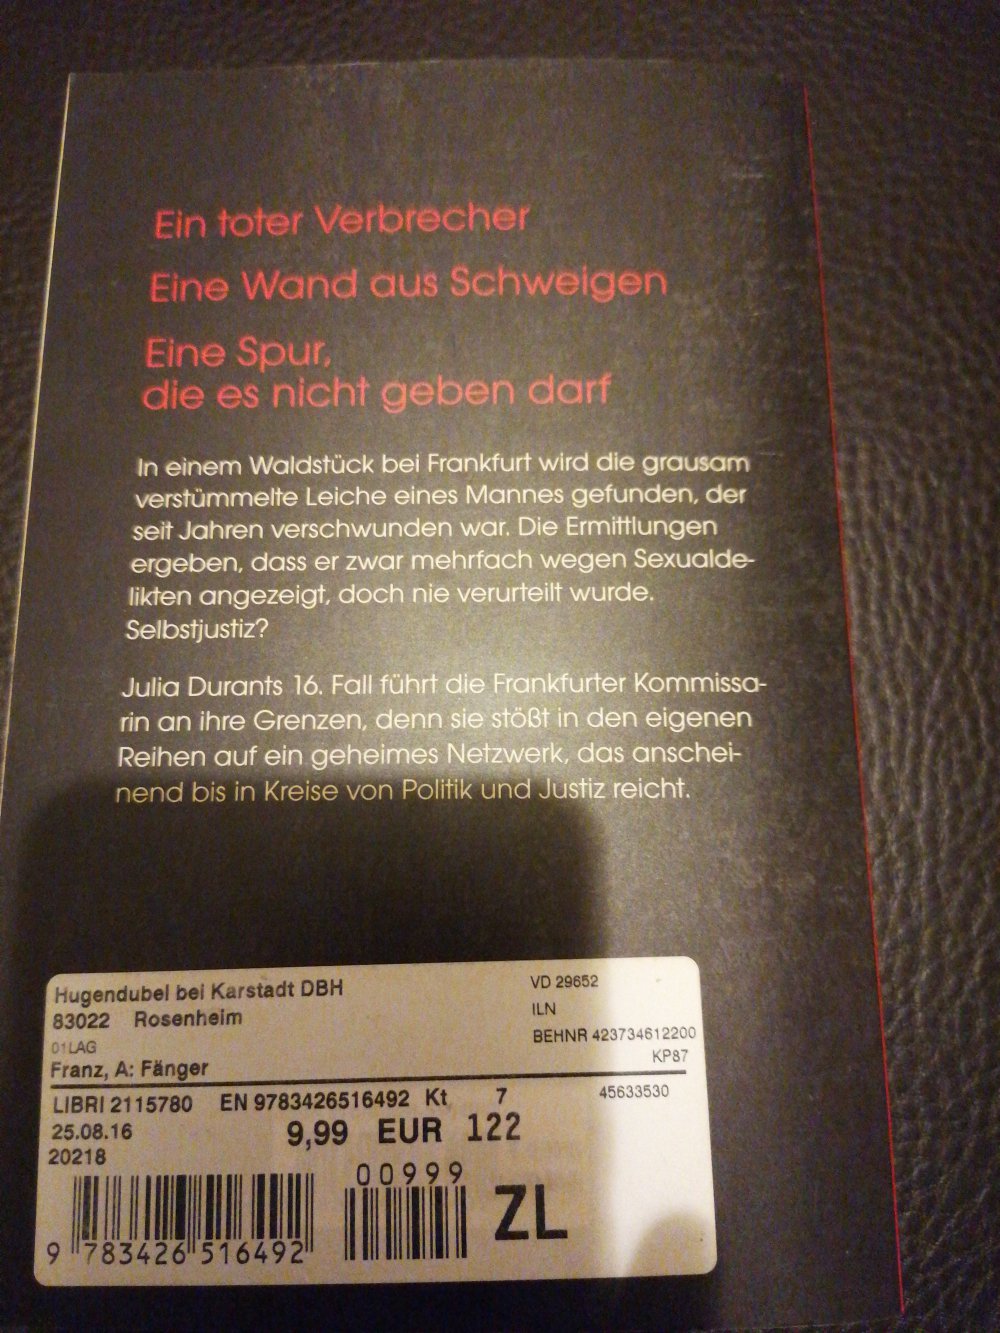 Ein toter Verbrecher
Eine Wand aus Schweigen
Eine Spur,
die es nicht geben darf
In einem Waldstück bei Frankfurt wird die grausam
verstümmelte Leiche eines Mannes gefunden, der
seit Jahren verschwunden war. Die Ermittlungen
ergeben, dass er zwar mehrfach wegen Sexualde-
likten angezeigt, doch nie verurteilt wurde.
Selbstjustiz?
Julia Durants 16. Fall führt die Frankfurter Kommissa-
rin an ihre Grenzen, denn sie stößt in den eigenen
Reihen auf ein geheimes Netzwerk, das anschei-
nend bis in Kreise von Politik und Justiz reicht.
Hugendubel bei Karstadt DBH VD 29652
83022 Rosenheim ILN
01LAG BEHNR 423734612200
Franz, A: Fänger KP87
LIBRI 2115780 EN 9783426516492 Kt 7 45633530
25.08.16 9,99 EUR 122
20218 00999
ZL
9 783426 516492